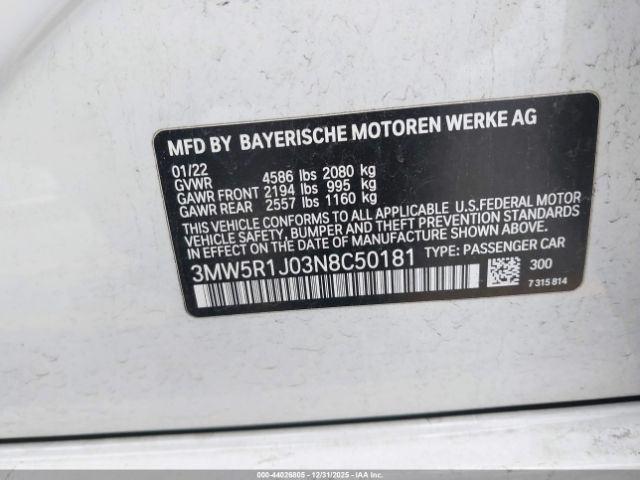 MFD BY BAYERISCHE MOTOREN WERKE AG
01/22
GVWR 4586 lbs 2080 kg
GAWR FRONT 2194 lbs 995 kg
GAWR REAR 2557 lbs 1160 kg
THIS VEHICLE CONFORMS TO ALL APPLICABLE U.S.FEDERAL MOTOR
VEHICLE SAFETY, BUMPER AND THEFT PREVENTION STANDARDS
IN EFFECT ON THE DATE OF MANUFACTURE SHOWN ABOVE.
3MW5R1J03N8C50181 TYPE: PASSENGER CAR
300
7 315 814
000-44026805 - 12/31/2025 - IAAI.com